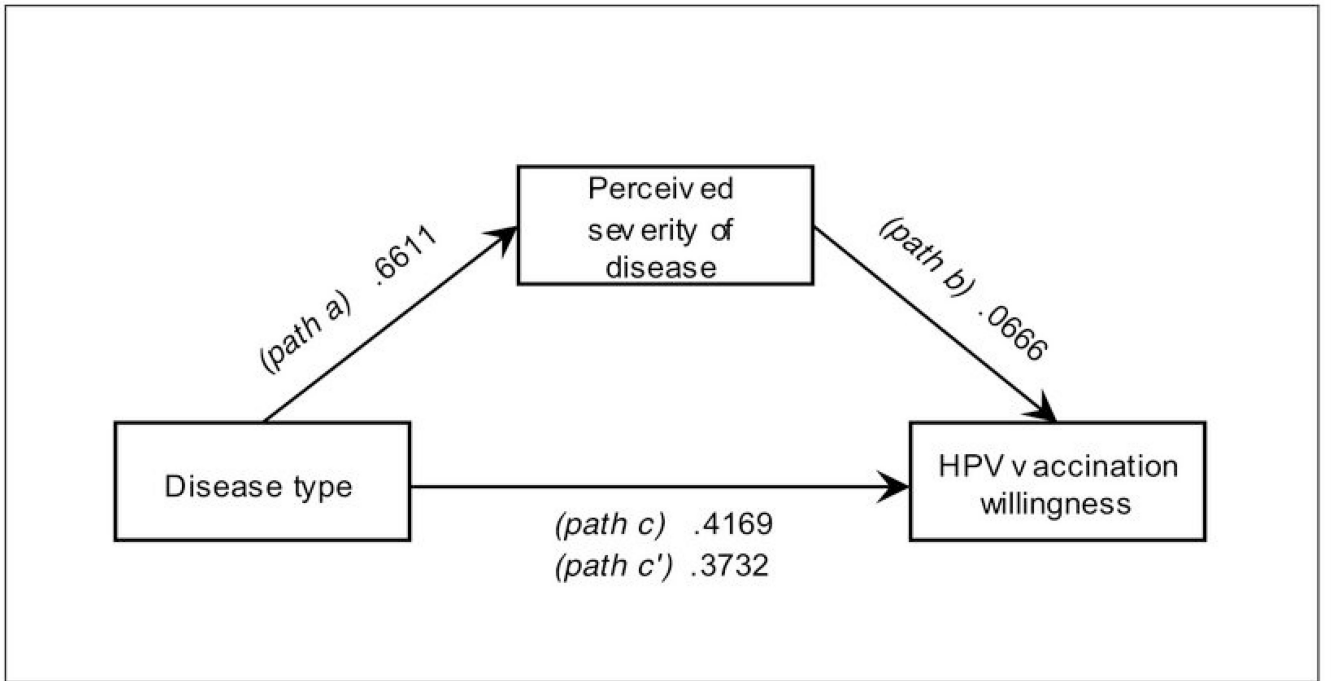 Perceived
severity of
disease
(path a) .6611
(path b) .0666
Disease type
HPV vaccination
willingness
(path c) .4169
(path c') .3732